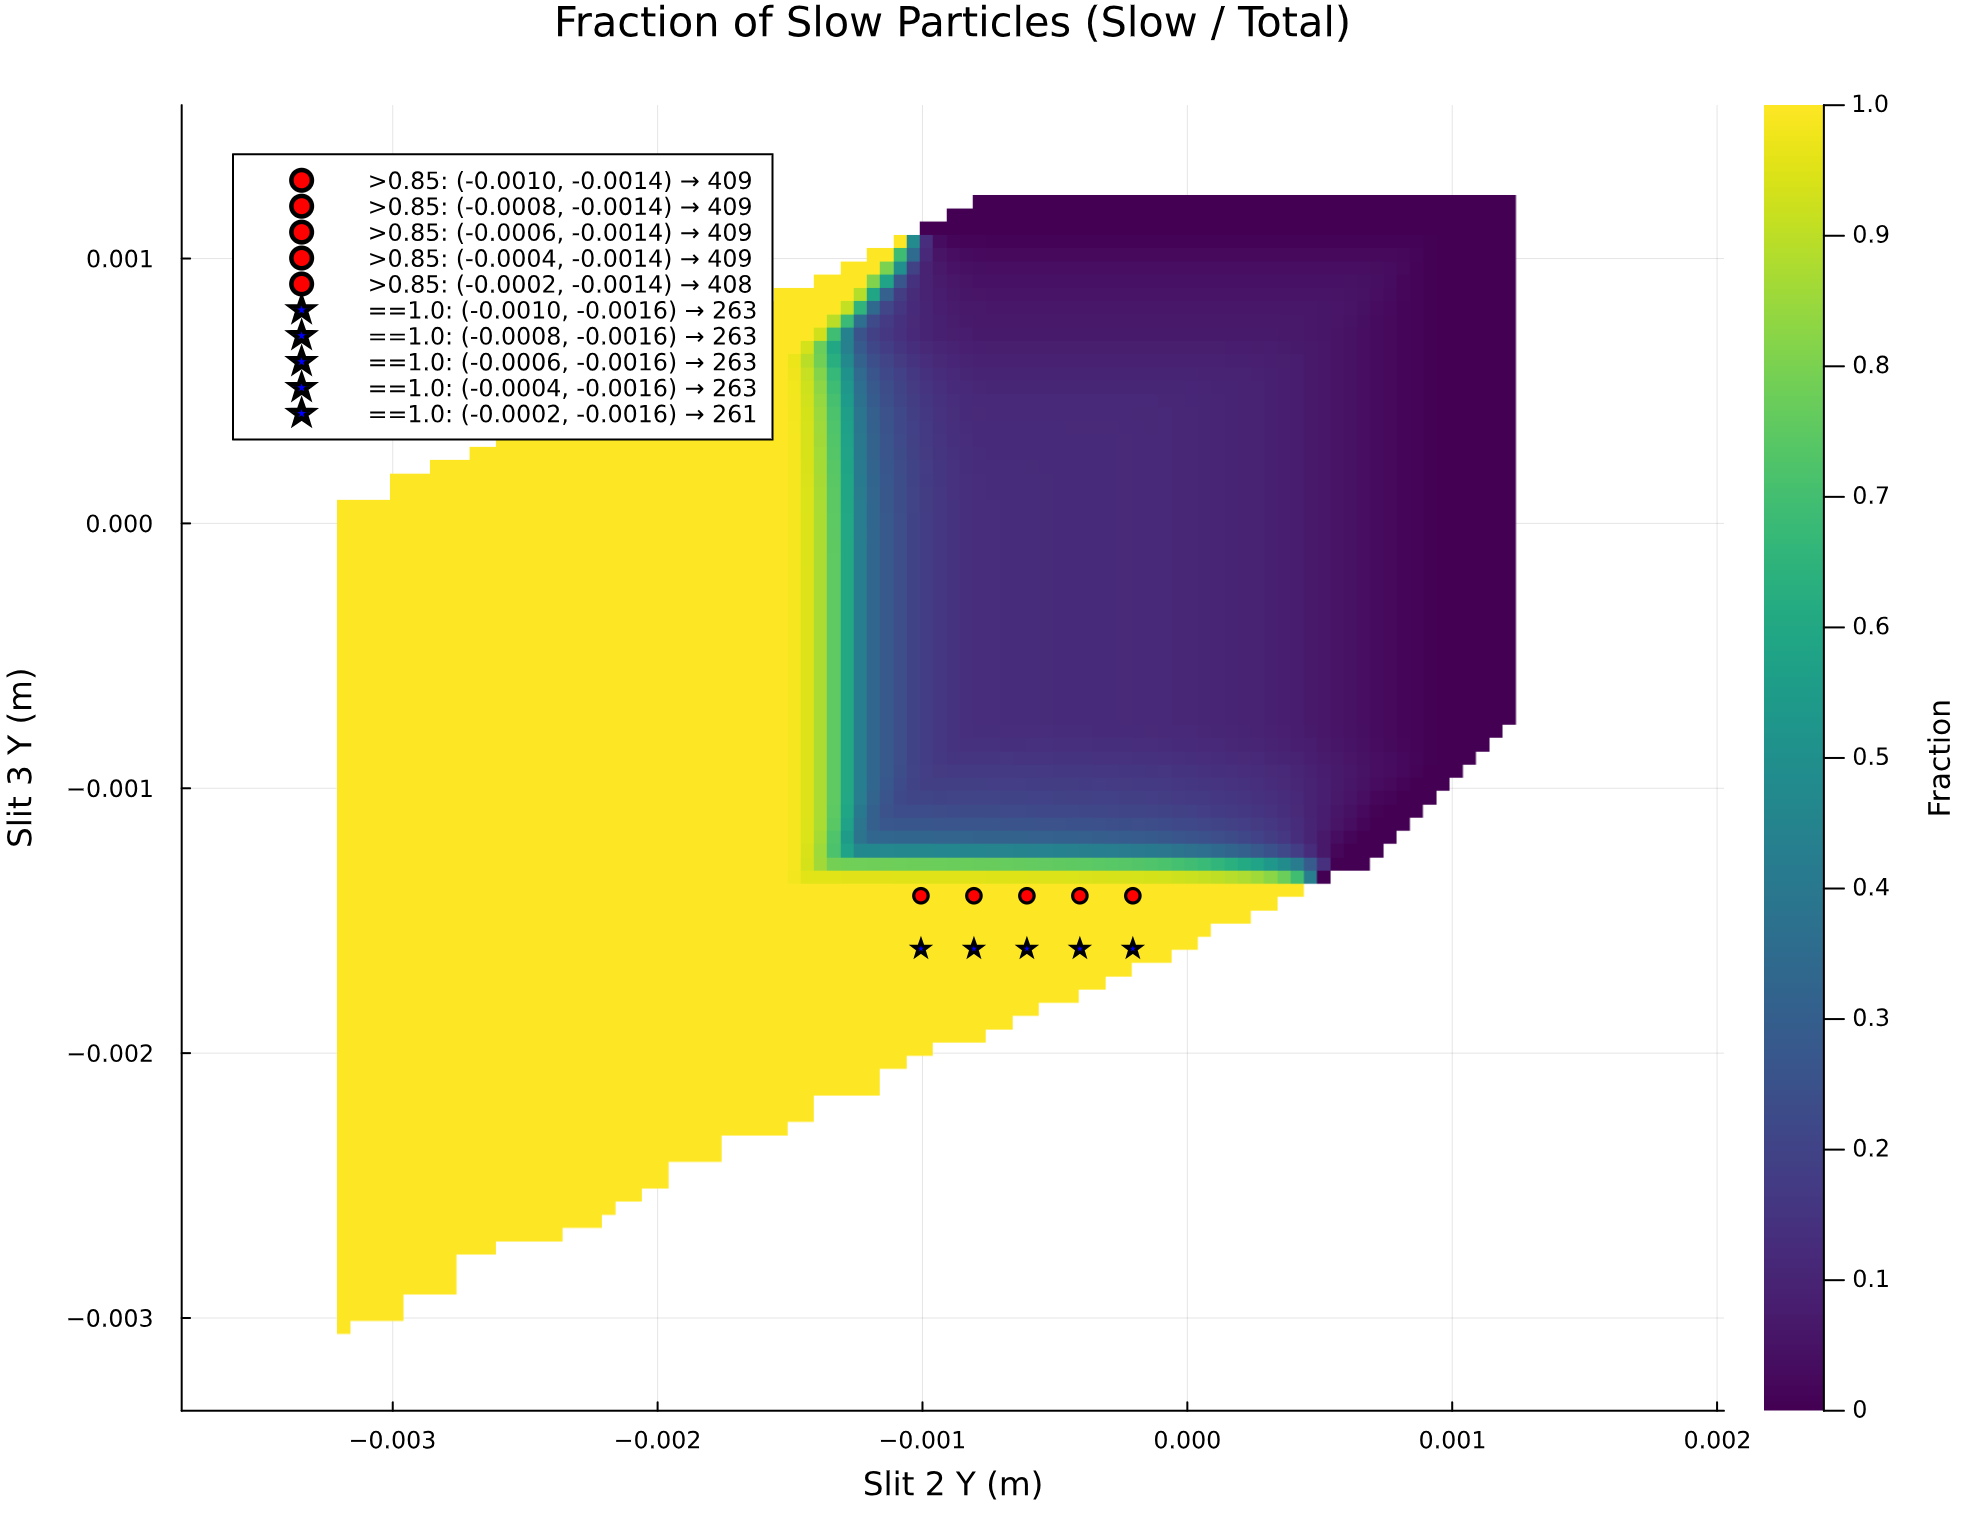 Fraction of Slow Particles (Slow / Total)
>0.85: (-0.0010, -0.0014) → 409
>0.85: (-0.0008, -0.0014) → 409
>0.85: (-0.0006, -0.0014) → 409
>0.85: (-0.0004, -0.0014) → 409
>0.85: (-0.0002, -0.0014) → 408
==1.0: (-0.0010, -0.0016) → 263
==1.0: (-0.0008, -0.0016) → 263
==1.0: (-0.0006, -0.0016) → 263
==1.0: (-0.0004, -0.0016) → 263
==1.0: (-0.0002, -0.0016) → 261
0.001
0.000
−0.001
−0.002
−0.003
Slit 3 Y (m)
−0.003
−0.002
−0.001
0.000
0.001
0.002
Slit 2 Y (m)
1.0
0.9
0.8
0.7
0.6
0.5
0.4
0.3
0.2
0.1
0
Fraction